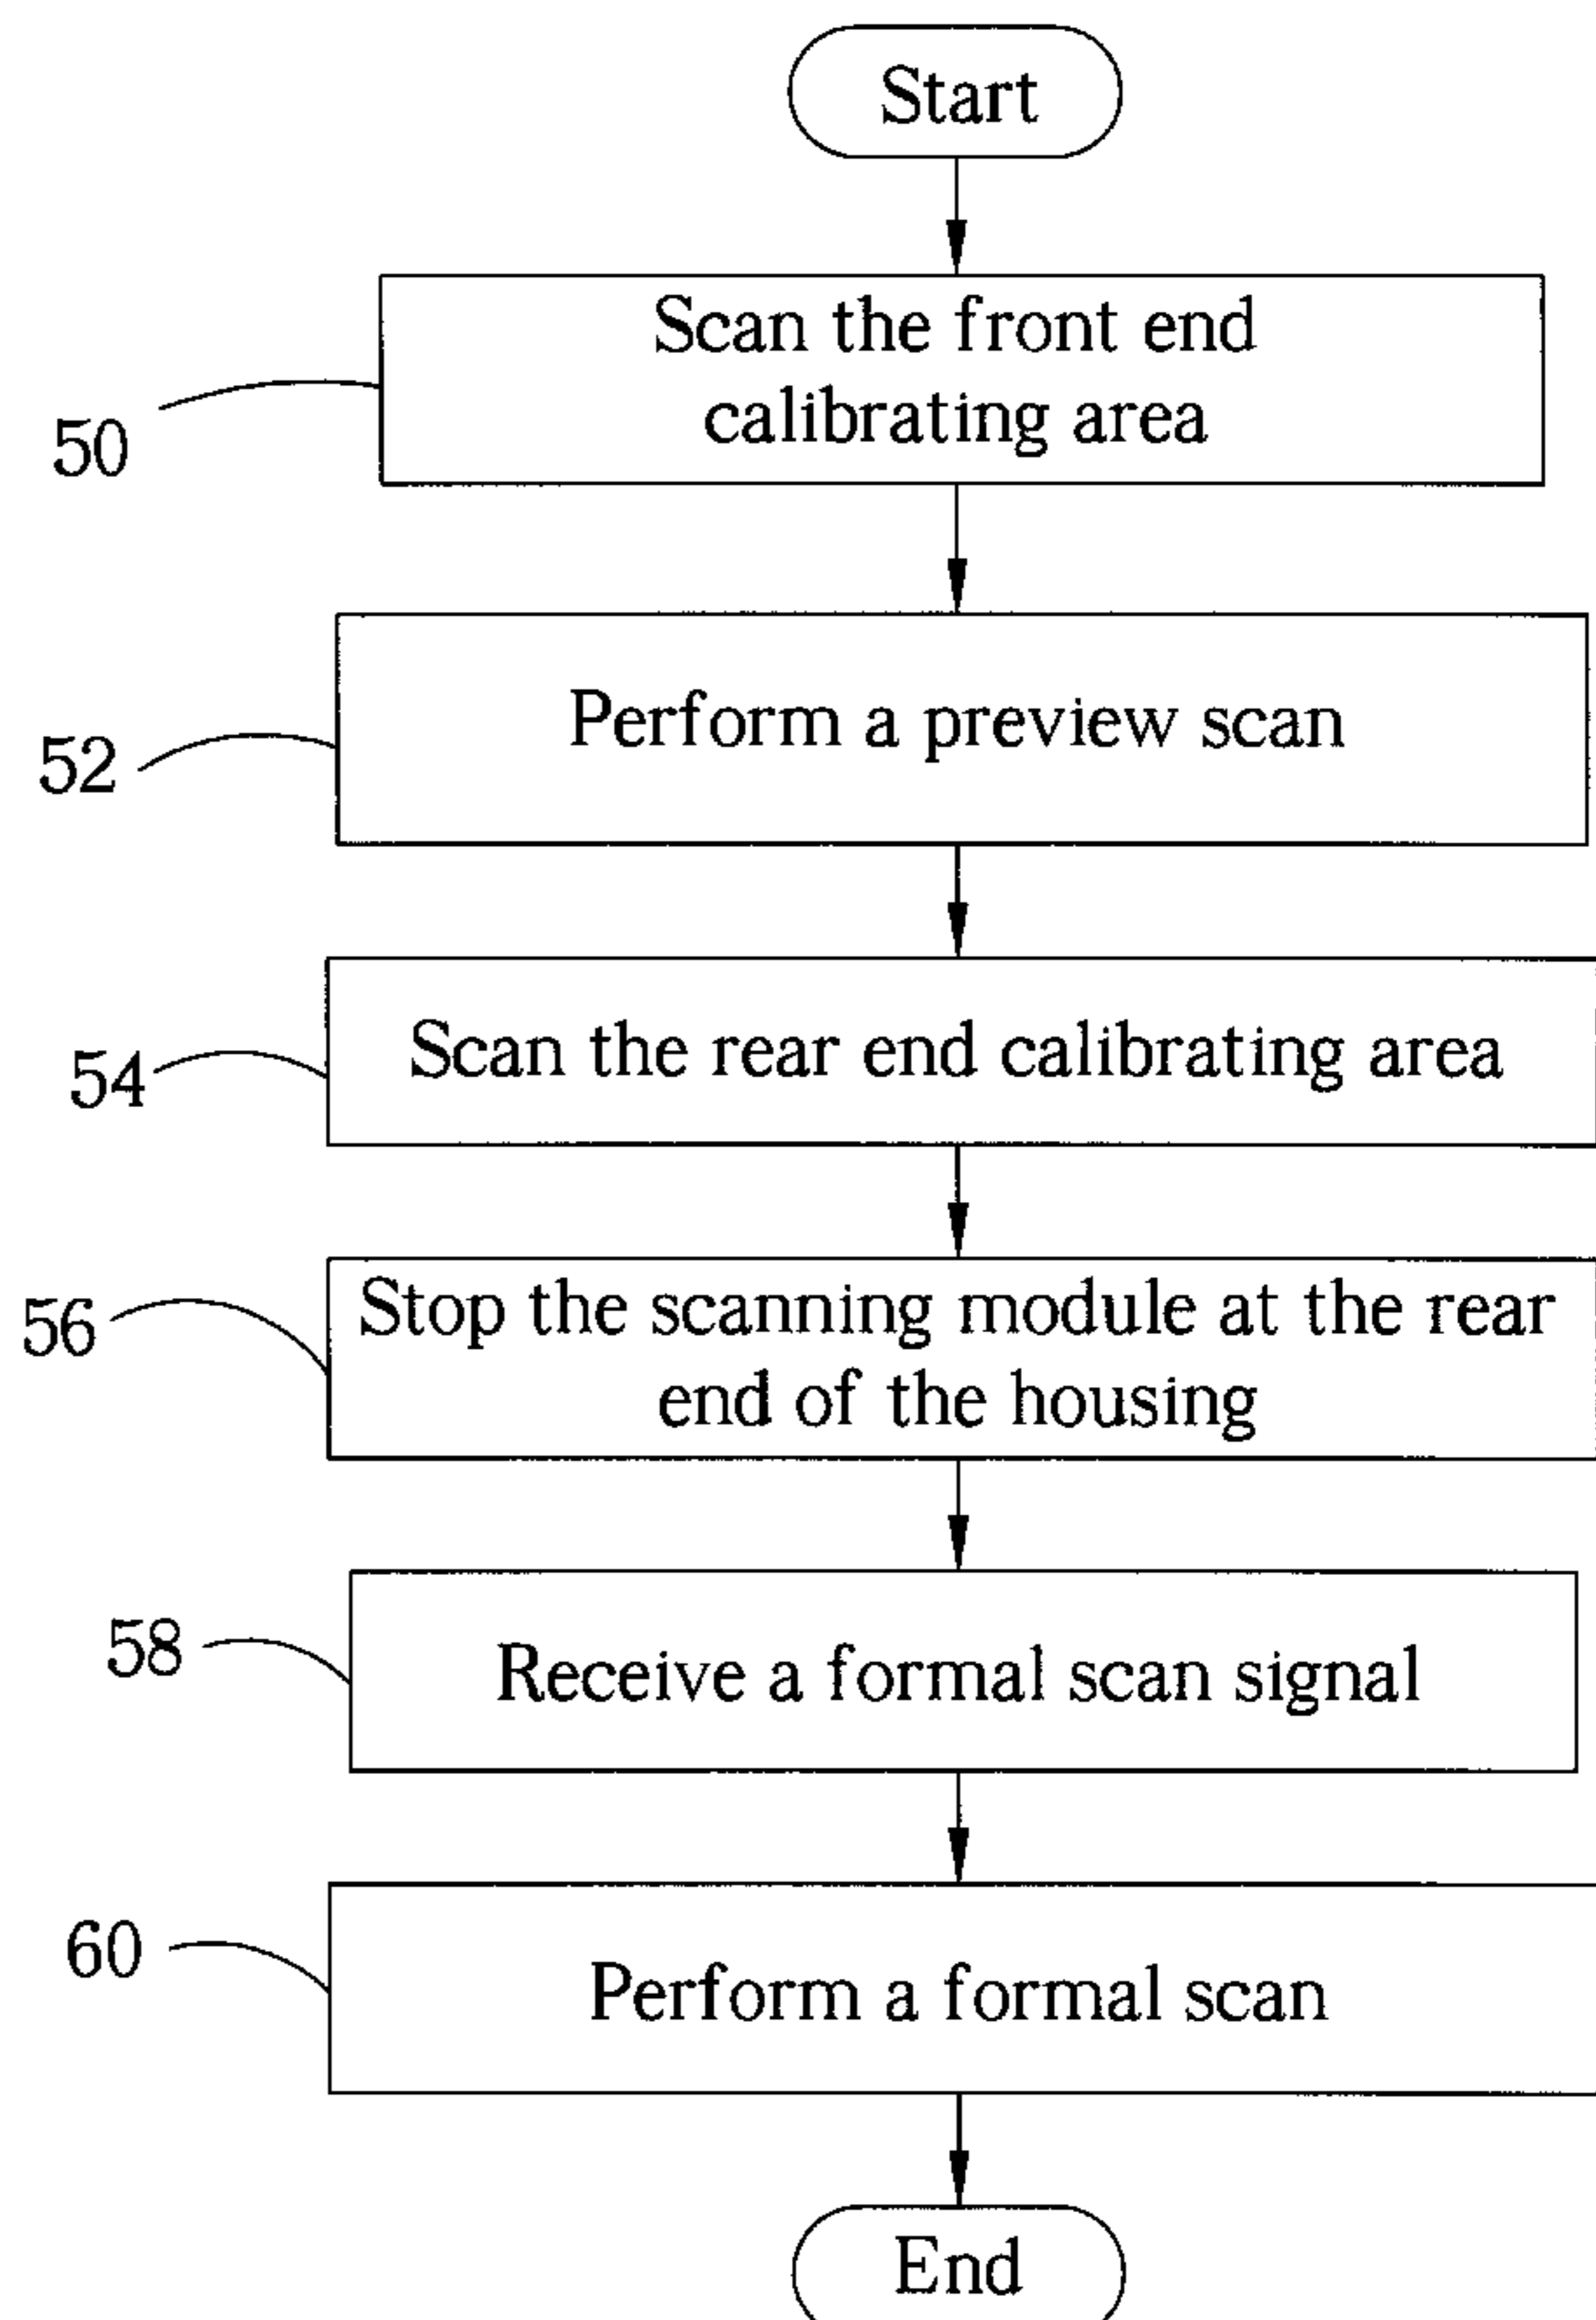 Start
Scan the front end
calibrating area
50
Perform a preview scan
52
Scan the rear end calibrating area
54
Stop the scanning module at the rear
end of the housing
56
Receive a formal scan signal
58
Perform a formal scan
60
End